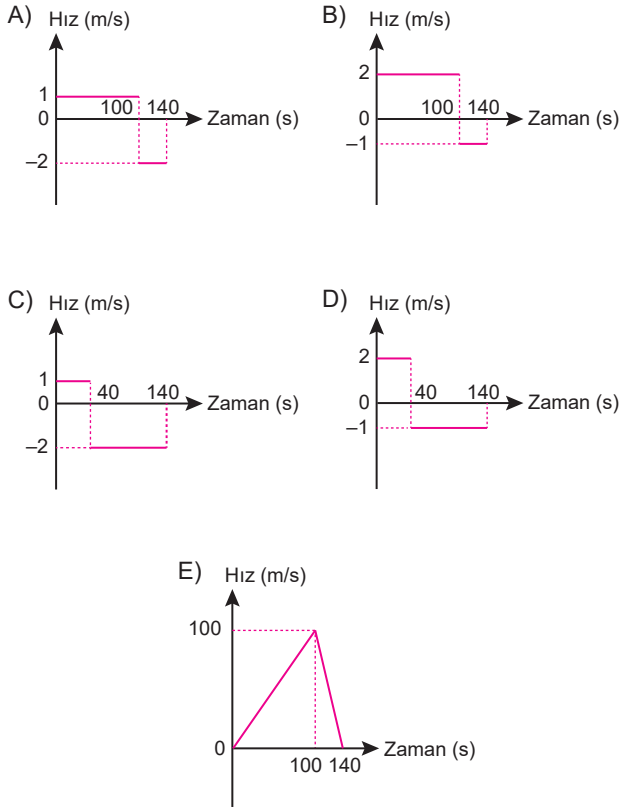 A) Hız (m/s)
1
0
–2
100 140 Zaman (s)
B) Hız (m/s)
2
0
–1
100 140 Zaman (s)
C) Hız (m/s)
1
0
–2
40 140 Zaman (s)
D) Hız (m/s)
2
0
–1
40 140 Zaman (s)
E) Hız (m/s)
100
0
100 140 Zaman (s)